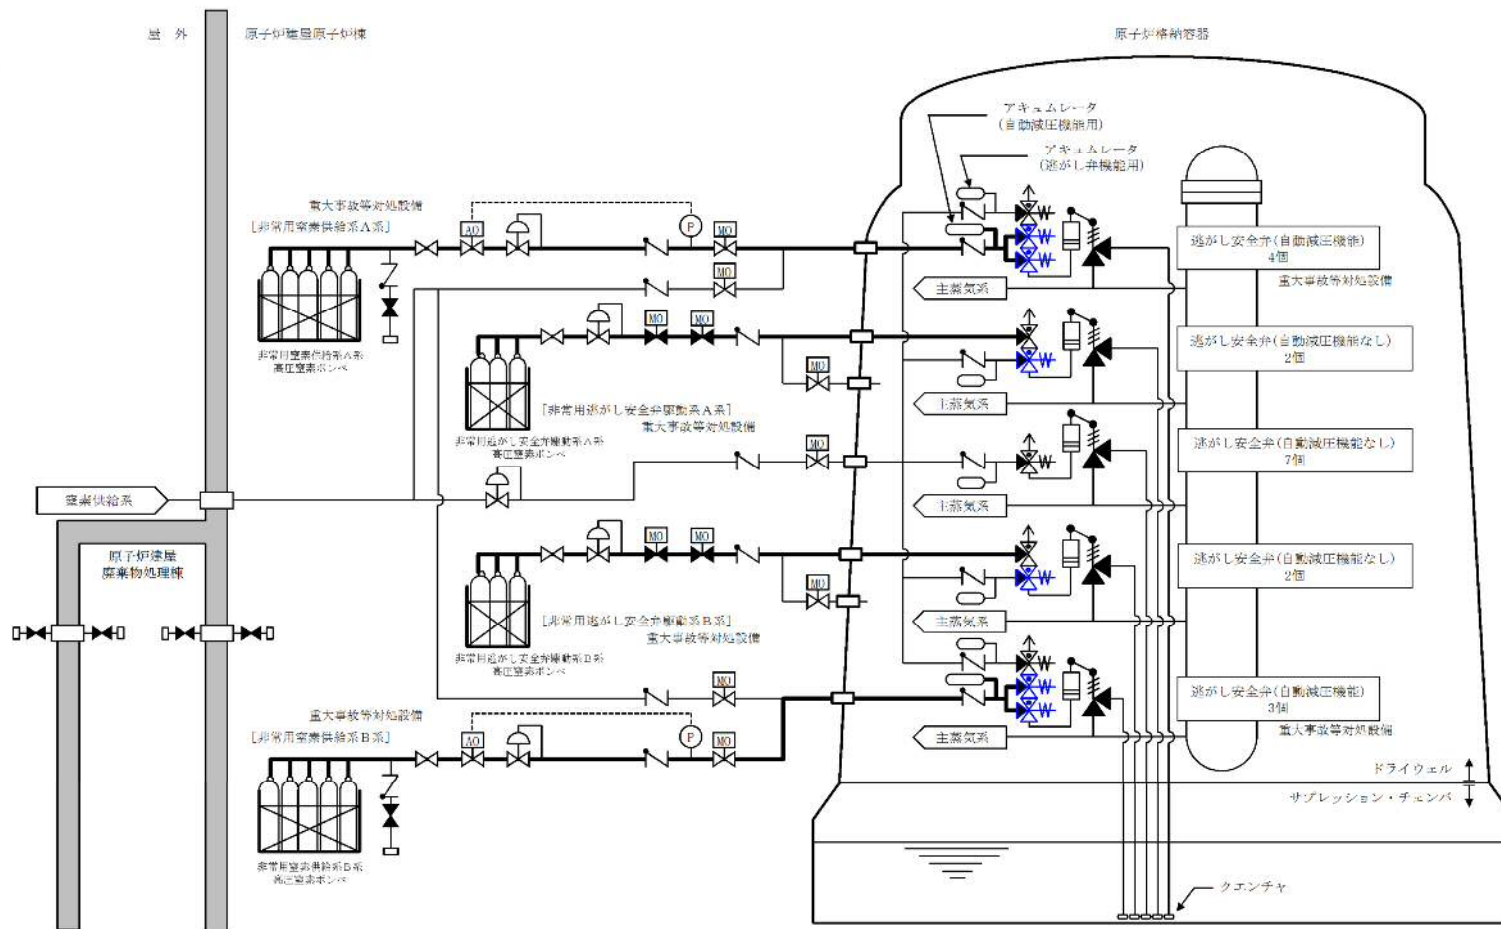 屋　外
原子炉建屋原子炉棟
原子炉格納容器
アキュムレータ
(自動減圧機能用)
アキュムレータ
(逃がし弁機能用)
重大事故等対処設備
[非常用窒素供給系A系]
AO
P
MO
MO
非常用窒素供給系A系
高圧窒素ボンベ
主蒸気系
逃がし安全弁(自動減圧機能)
4個
重大事故等対処設備
MO
MO
MO
逃がし安全弁(自動減圧機能なし)
2個
主蒸気系
[非常用逃がし安全弁駆動系A系]
重大事故等対処設備
非常用逃がし安全弁駆動系A系
高圧窒素ボンベ
MO
逃がし安全弁(自動減圧機能なし)
7個
主蒸気系
窒素供給系
原子炉建屋
廃棄物処理棟
MO
MO
MO
逃がし安全弁(自動減圧機能なし)
2個
主蒸気系
[非常用逃がし安全弁駆動系B系]
重大事故等対処設備
非常用逃がし安全弁駆動系B系
高圧窒素ボンベ
MO
逃がし安全弁(自動減圧機能)
3個
重大事故等対処設備
主蒸気系
重大事故等対処設備
[非常用窒素供給系B系]
AO
P
MO
非常用窒素供給系B系
高圧窒素ボンベ
ドライウェル
サプレッション・チェンバ
クエンチャ